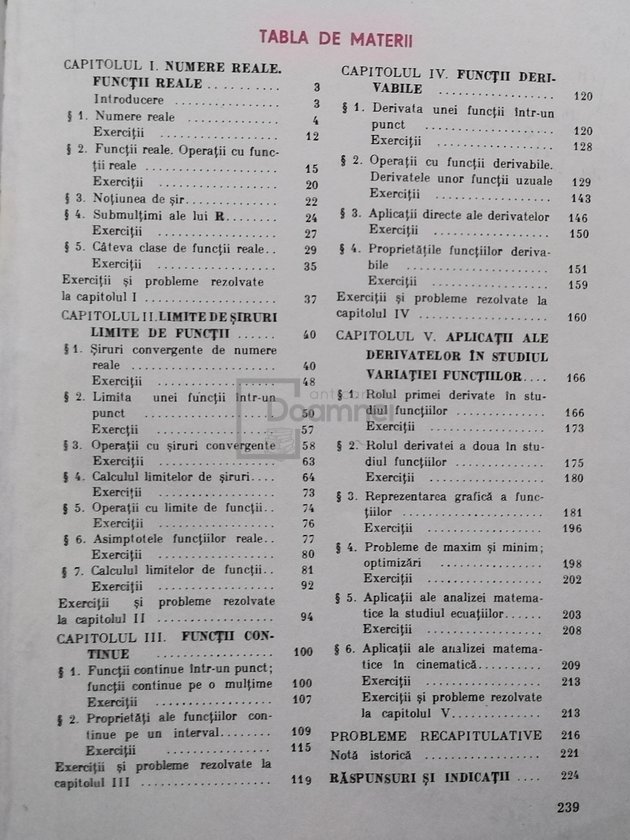 TABLA DE MATERII
CAPITOLUL I. NUMERE REALE.
FUNCȚII REALE .......... 3
Introducere .............. 3
§ 1. Numere reale ............ 4
Exerciții ............... 12
§ 2. Funcții reale. Operații cu func-
ții reale ................. 15
Exerciții ............... 20
§ 3. Noțiunea de șir............ 22
§ 4. Submulțimi ale lui R....... 24
Exerciții ............... 27
§ 5. Câteva clase de funcții reale.. 29
Exerciții ............... 35
Exerciții și probleme rezolvate
la capitolul I ................. 37
CAPITOLUL II. LIMITE DE ȘIRURI
LIMITE DE FUNCȚII ...... 40
§ 1. Șiruri convergente de numere
reale ................... 40
Exerciții ............... 48
§ 2. Limita unei funcții într-un
punct ................. 50
Exerciții ............... 57
§ 3. Operații cu șiruri convergente 58
Exerciții ............... 63
§ 4. Calculul limitelor de șiruri.... 64
Exerciții ............... 73
§ 5. Operații cu limite de funcții.. 74
Exerciții ............... 76
§ 6. Asimptotele funcțiilor reale.. 77
Exerciții ............... 80
§ 7. Calculul limitelor de funcții.. 81
Exerciții ............... 92
Exerciții și probleme rezolvate
la capitolul II ................ 94
CAPITOLUL III. FUNCȚII CON-
TINUE ................. 100
§ 1. Funcții continue într-un punct;
funcții continue pe o mulțime 100
Exerciții ............... 107
§ 2. Proprietăți ale funcțiilor con-
tinue pe un interval........ 109
Exerciții ............... 115
Exerciții și probleme rezolvate la
capitolul III .................. 119
CAPITOLUL IV. FUNCȚII DERI-
VABILE ................ 120
§ 1. Derivata unei funcții într-un
punct .................. 120
Exerciții ............... 128
§ 2. Operații cu funcții derivabile.
Derivatele unor funcții uzuale 129
Exerciții ............... 143
§ 3. Aplicații directe ale derivatelor 146
Exerciții ............... 150
§ 4. Proprietățile funcțiilor deriva-
bile .................... 151
Exerciții ............... 159
Exerciții și probleme rezolvate la
capitolul IV .................. 160
CAPITOLUL V. APLICAȚII ALE
DERIVATELOR ÎN STUDIUL
VARIAȚIEI FUNCȚIILOR.... 166
§ 1. Rolul primei derivate în stu-
diul funcțiilor ............ 166
Exerciții ............... 173
§ 2. Rolul derivatei a doua în stu-
diul funcțiilor ............ 175
Exerciții ............... 180
§ 3. Reprezentarea grafică a func-
țiilor ................... 181
Exerciții ............... 196
§ 4. Probleme de maxim și minim;
optimizări .............. 198
Exerciții ............... 202
§ 5. Aplicații ale analizei matema-
tice la studiul ecuațiilor...... 203
Exerciții ............... 208
§ 6. Aplicații ale analizei matema-
tice în cinematică.......... 209
Exerciții ............... 213
Exerciții și probleme rezolvate
la capitolul V.............. 213
PROBLEME RECAPITULATIVE 216
Notă istorică ............... 221
RĂSPUNSURI ȘI INDICAȚII .... 224
239
anticariat
Doamnei